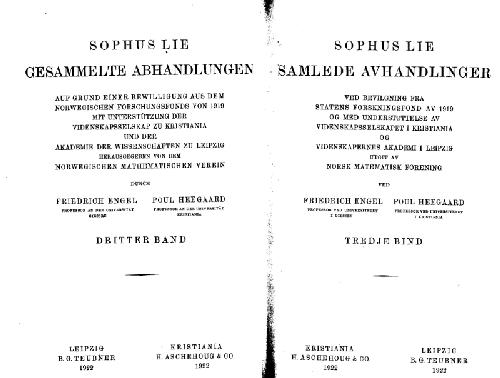 SOPHUS LIE
GESAMMELTE ABHANDLUNGEN
AUF GRUND EINER BEWILLIGUNG AUS DEM
NORWEGISCHEN FORSCHUNGSFONDS VON 1919
MIT UNTERSTÜTZUNG DER
VIDENSKAPSSELSKAP ZU KRISTIANIA
UND DER
AKADEMIE DER WISSENSCHAFTEN ZU LEIPZIG
HERAUSGEGEBEN VON DEM
NORWEGISCHEN MATHEMATISCHEN VEREIN
DURCH
FRIEDRICH ENGEL POUL HEEGAARD
PROFESSOR AN DER UNIVERSITÄT PROFESSOR AN DER UNIVERSITÄT
GIESSEN KRISTIANIA
DRITTER BAND
LEIPZIG KRISTIANIA
B. G. TEUBNER H. ASCHEHOUG & CO
1922 1922
SOPHUS LIE
SAMLEDE AVHANDLINGER
VED BEVILGNING FRA
STATENS FORSKNINGSFOND AV 1919
OG MED UNDERSTØTTELSE AV
VIDENSKAPSSELSKAPET I KRISTIANIA
OG
VIDENSKAPERNES AKADEMI I LEIPZIG
UTGIT AV
NORSK MATEMATISK FORENING
VED
FRIEDRICH ENGEL POUL HEEGAARD
PROFESSOR VED UNIVERSITETET PROFESSOR VED UNIVERSITETET
I GIESSEN I KRISTIANIA
TREDJE BIND
KRISTIANIA LEIPZIG
H. ASCHEHOUG & CO B. G. TEUBNER
1922 1922